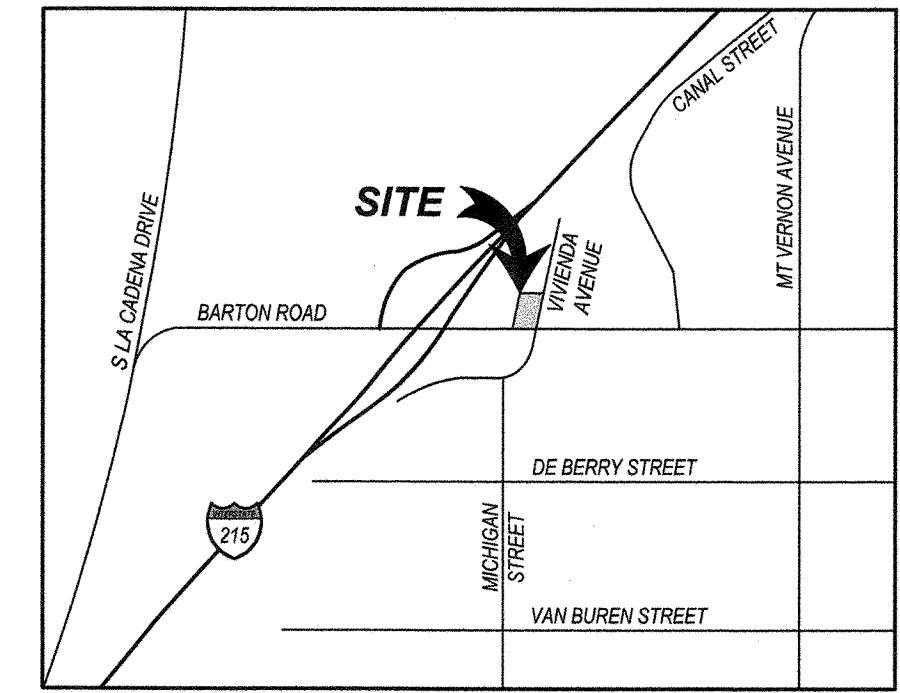 CANAL STREET
MT VERNON AVENUE
SITE
S LA CADENA DRIVE
VIVIENDA
AVENUE
BARTON ROAD
DE BERRY STREET
INTERSTATE
215
MICHIGAN
STREET
VAN BUREN STREET